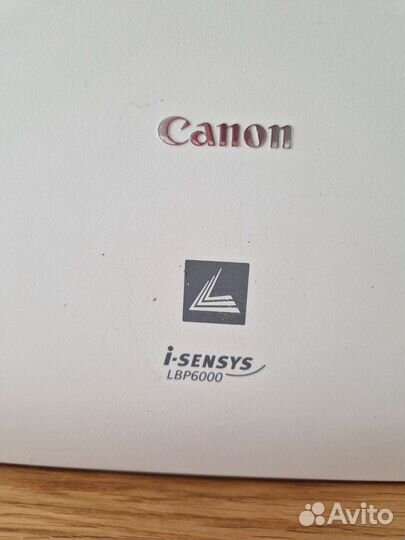 Canon
i-SENSYS
LBP6000
Avito